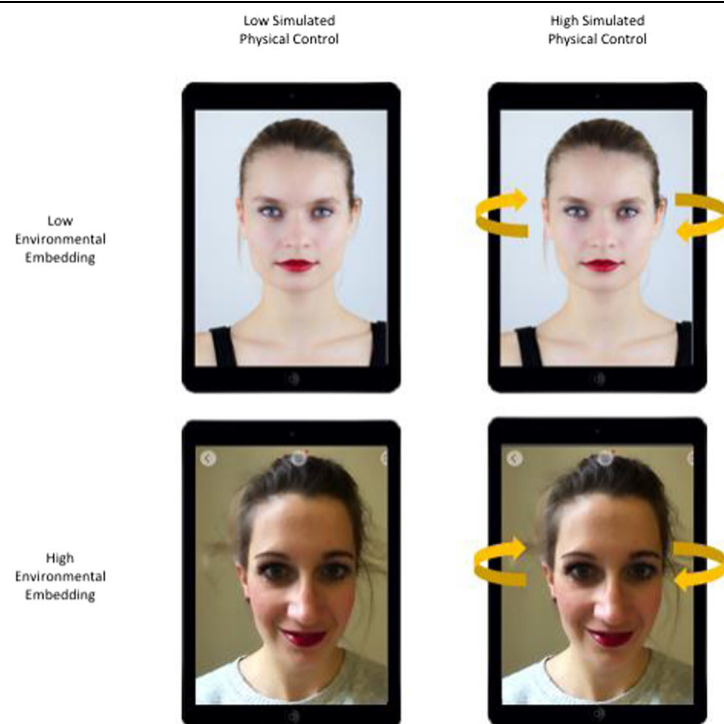 Low Simulated
Physical Control
High Simulated
Physical Control
Low
Environmental
Embedding
High
Environmental
Embedding